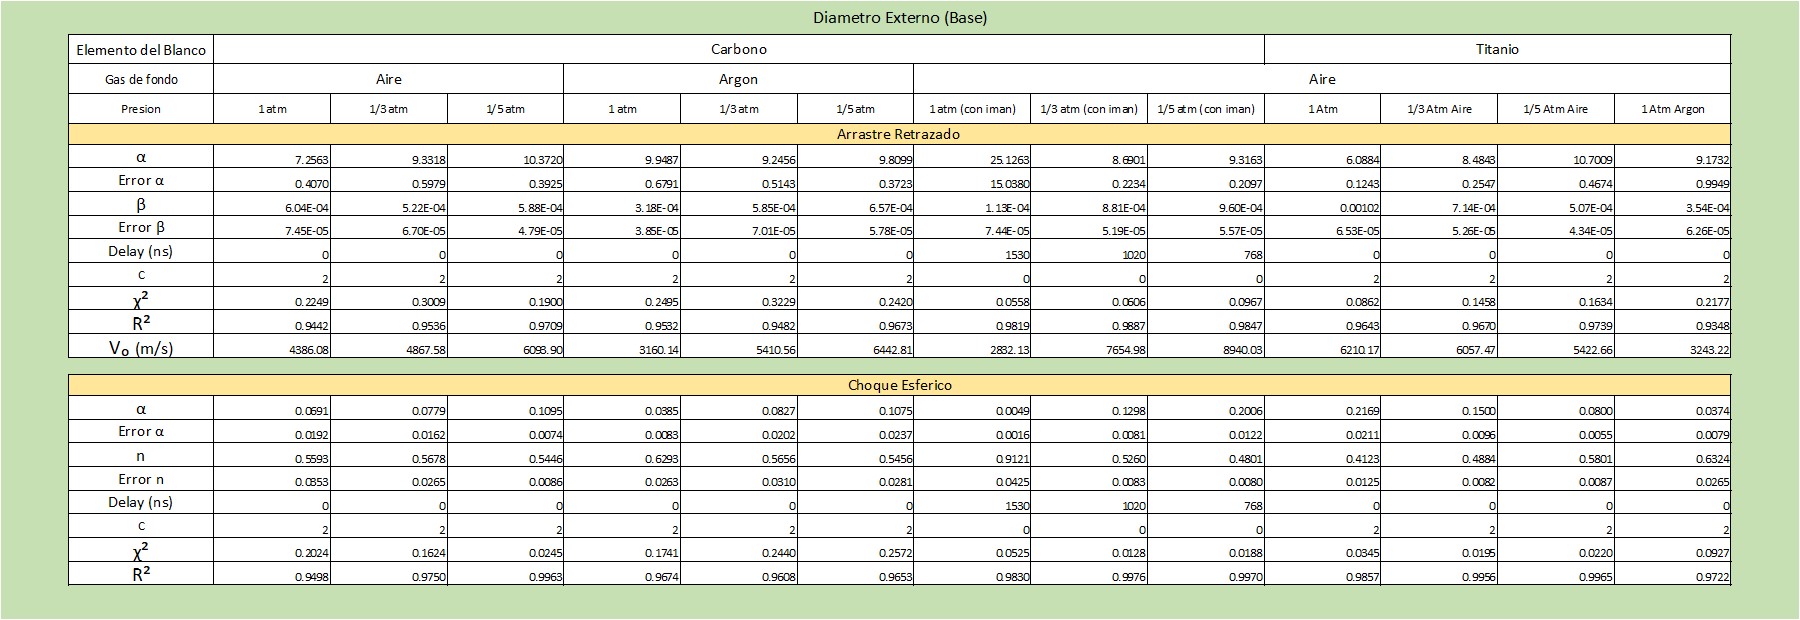 Diametro Externo (Base)
Elemento del Blanco Carbono Titanio
Gas de fondo Aire Argon Aire
Presion 1 atm 1/3 atm 1/5 atm 1 atm 1/3 atm 1/5 atm 1 atm (con iman) 1/3 atm (con iman) 1/5 atm (con iman) 1 Atm 1/3 Atm Aire 1/5 Atm Aire 1 Atm Argon
Arrastre Retrazado
α 7.2563 9.3318 10.3720 9.9487 9.2456 9.8099 25.1263 8.6901 9.3163 6.0884 8.4843 10.7009 9.1732
Error α 0.4070 0.5979 0.3925 0.6791 0.5143 0.3723 15.0380 0.2234 0.2097 0.1243 0.2547 0.4674 0.9949
β 6.04E-04 5.22E-04 5.88E-04 3.18E-04 5.85E-04 6.57E-04 1.13E-04 8.81E-04 9.60E-04 0.00102 7.14E-04 5.07E-04 3.54E-04
Error β 7.45E-05 6.70E-05 4.79E-05 3.85E-05 7.01E-05 5.78E-05 7.44E-05 5.19E-05 5.57E-05 6.53E-05 5.26E-05 4.34E-05 6.26E-05
Delay (ns) 0 0 0 0 0 0 1530 1020 768 0 0 0 0
c 2 2 2 2 2 2 0 0 0 2 2 2 2
χ² 0.2249 0.3009 0.1900 0.2495 0.3229 0.2420 0.0558 0.0606 0.0967 0.0862 0.1458 0.1634 0.2177
R² 0.9442 0.9536 0.9709 0.9532 0.9482 0.9673 0.9819 0.9887 0.9847 0.9643 0.9670 0.9739 0.9348
V₀ (m/s) 4386.08 4867.58 6093.90 3160.14 5410.56 6442.81 2832.13 7654.98 8940.03 6210.17 6057.47 5422.66 3243.22
Choque Esferico
α 0.0691 0.0779 0.1095 0.0385 0.0827 0.1075 0.0049 0.1298 0.2006 0.2169 0.1500 0.0800 0.0374
Error α 0.0192 0.0162 0.0074 0.0083 0.0202 0.0237 0.0016 0.0081 0.0122 0.0211 0.0096 0.0055 0.0079
n 0.5593 0.5678 0.5446 0.6293 0.5656 0.5456 0.9121 0.5260 0.4801 0.4123 0.4884 0.5801 0.6324
Error n 0.0353 0.0265 0.0086 0.0263 0.0310 0.0281 0.0425 0.0083 0.0080 0.0125 0.0082 0.0087 0.0265
Delay (ns) 0 0 0 0 0 0 1530 1020 768 0 0 0 0
c 2 2 2 2 2 2 0 0 0 2 2 2 2
χ² 0.2024 0.1624 0.0245 0.1741 0.2440 0.2572 0.0525 0.0128 0.0188 0.0345 0.0195 0.0220 0.0927
R² 0.9498 0.9750 0.9963 0.9674 0.9608 0.9653 0.9830 0.9976 0.9970 0.9857 0.9956 0.9965 0.9722